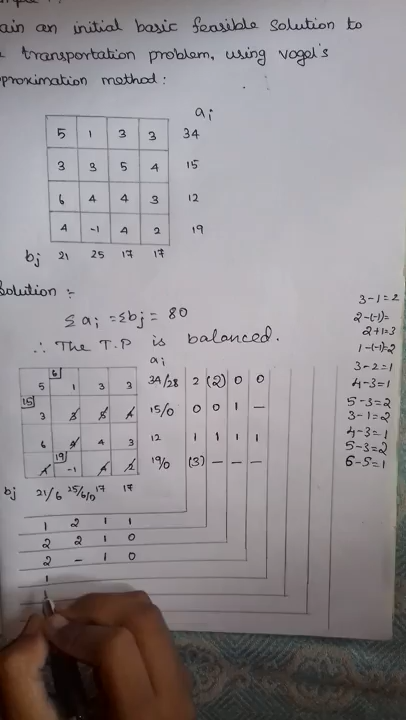 ain an initial basic feasible solution to
transportation problem, using vogel's
proximation method:
ai
5 1 3 3 34
3 3 5 4 15
6 4 4 3 12
4 -1 4 2 19
bj 21 25 17 17
Solution :-
Σai = Σbj = 80
∴ The T.P is balanced.
ai
6
5 1 3 3 34/28 2 (2) 0 0
15
3 3 5 4 15/0 0 0 1 —
6 4 4 3 12 1 1 1 1
19
4 -1 4 2 19/0 (3) — — —
bj 21/6 25/6/0 17 17
1 2 1 1
2 2 1 0
2 — 1 0
1
3-1=2
2-(-1)=
2+1=3
1-(-1)=2
3-2=1
4-3=1
5-3=2
3-1=2
4-3=1
5-3=2
6-5=1